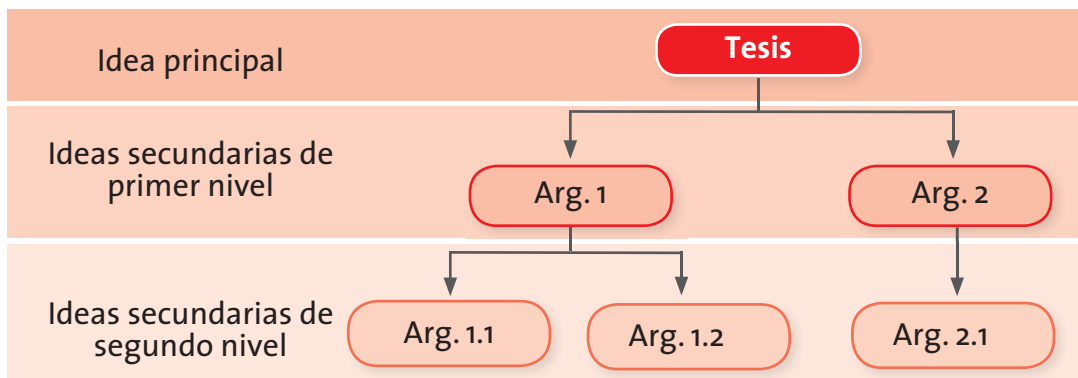 Idea principal
Tesis
Ideas secundarias de
primer nivel
Arg. 1
Arg. 2
Ideas secundarias de
segundo nivel
Arg. 1.1
Arg. 1.2
Arg. 2.1